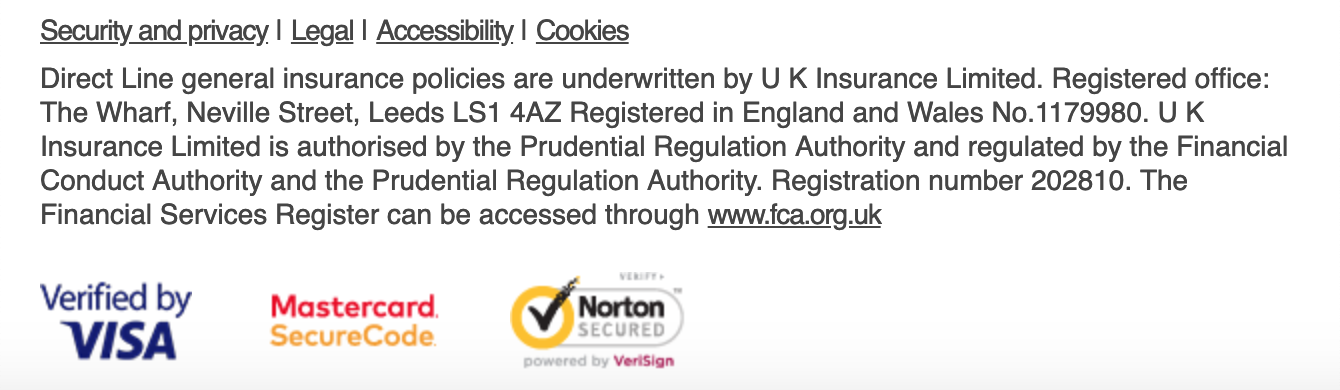 Security and privacy | Legal | Accessibility | Cookies
Direct Line general insurance policies are underwritten by U K Insurance Limited. Registered office:
The Wharf, Neville Street, Leeds LS1 4AZ Registered in England and Wales No.1179980. U K
Insurance Limited is authorised by the Prudential Regulation Authority and regulated by the Financial
Conduct Authority and the Prudential Regulation Authority. Registration number 202810. The
Financial Services Register can be accessed through www.fca.org.uk
Verified by
VISA
Mastercard.
SecureCode.
VERIFY▸
Norton™
SECURED
powered by VeriSign